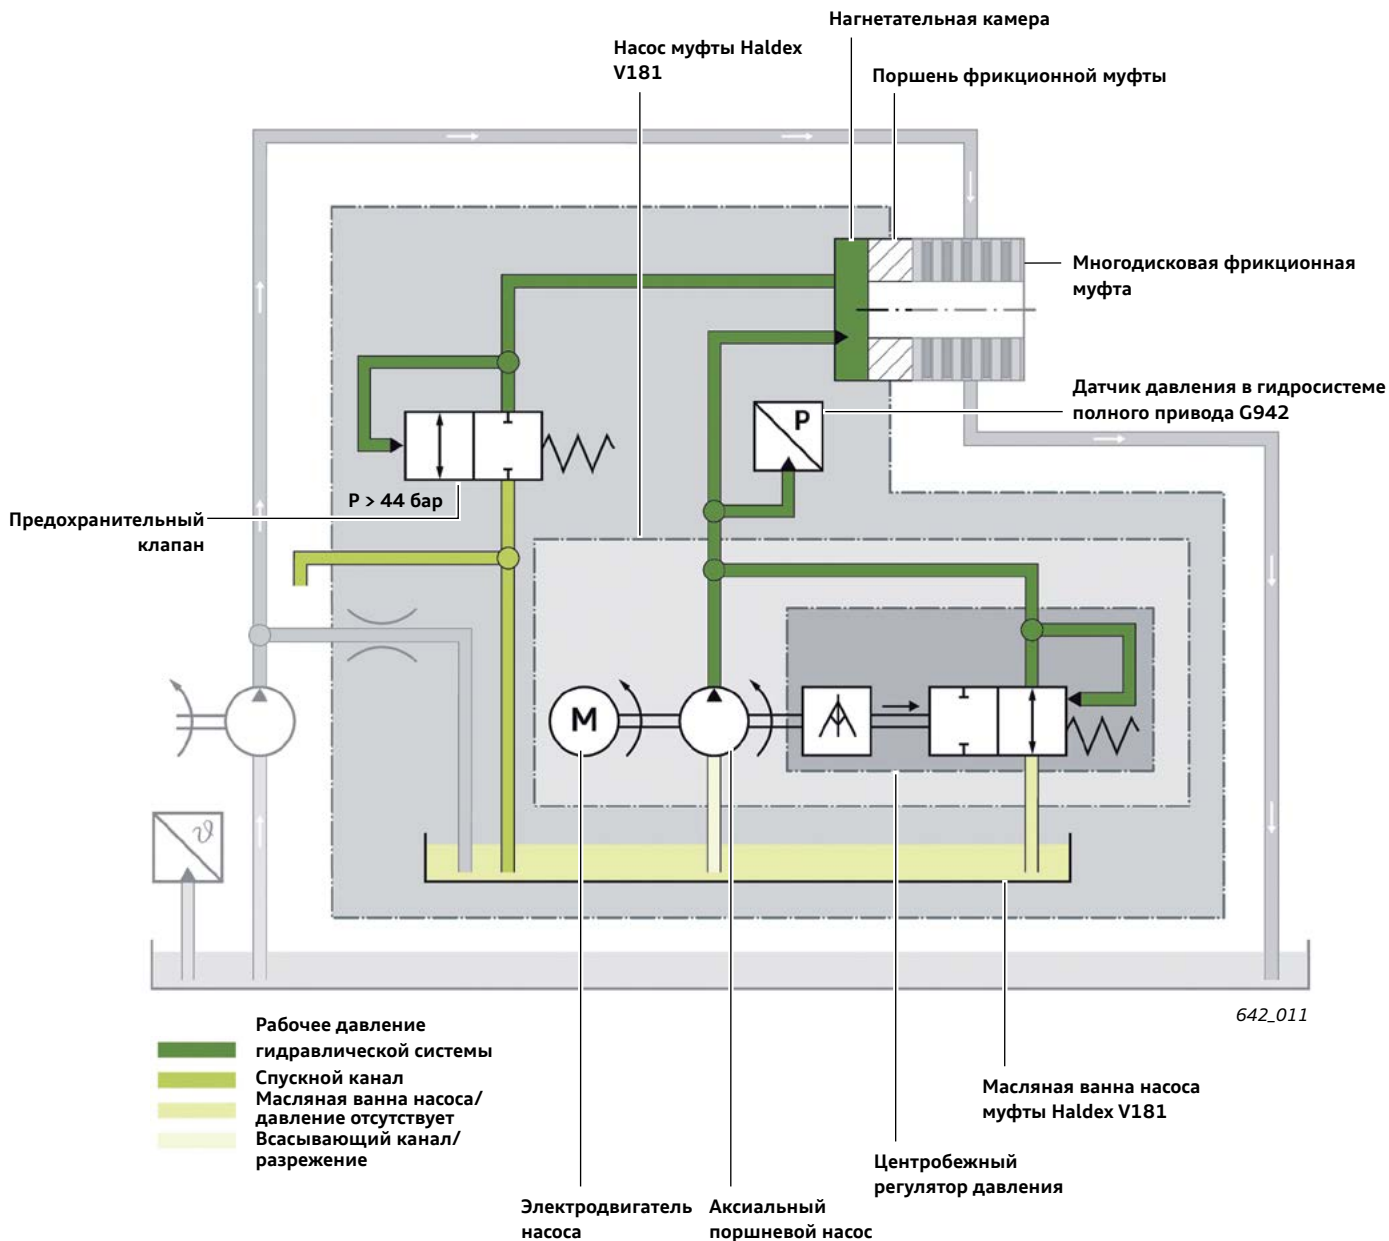 Нагнетательная камера
Насос муфты Haldex
V181
Поршень фрикционной муфты
Многодисковая фрикционная
муфта
Датчик давления в гидросистеме
полного привода G942
P
P > 44 бар
Предохранительный
клапан
M
ϑ
642_011
Рабочее давление
гидравлической системы
Спускной канал
Масляная ванна насоса/
давление отсутствует
Всасывающий канал/
разрежение
Масляная ванна насоса
муфты Haldex V181
Центробежный
регулятор давления
Электродвигатель
насоса
Аксиальный
поршневой насос